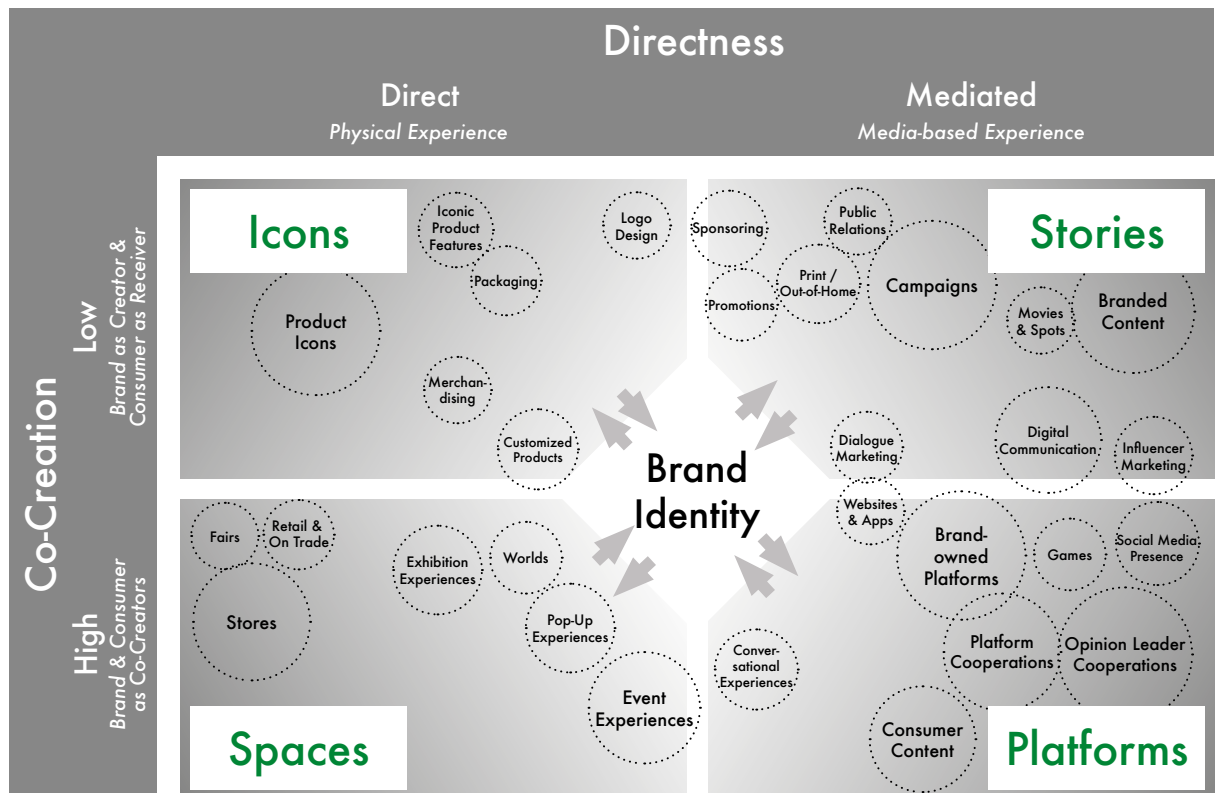 Directness
Direct
Physical Experience
Mediated
Media-based Experience
Co-Creation
Low
Brand as Creator &
Consumer as Receiver
High
Brand & Consumer
as Co-Creators
Icons
Iconic
Product
Features
Packaging
Logo
Design
Product
Icons
Merchan-
dising
Customized
Products
Stories
Sponsoring
Public
Relations
Promotions
Print /
Out-of-Home
Campaigns
Movies
& Spots
Branded
Content
Dialogue
Marketing
Digital
Communication
Influencer
Marketing
Brand
Identity
Fairs
Retail &
On Trade
Stores
Exhibition
Experiences
Worlds
Pop-Up
Experiences
Event
Experiences
Spaces
Websites
& Apps
Brand-
owned
Platforms
Games
Social Media
Presence
Platform
Cooperations
Opinion Leader
Cooperations
Conver-
sational
Experiences
Consumer
Content
Platforms